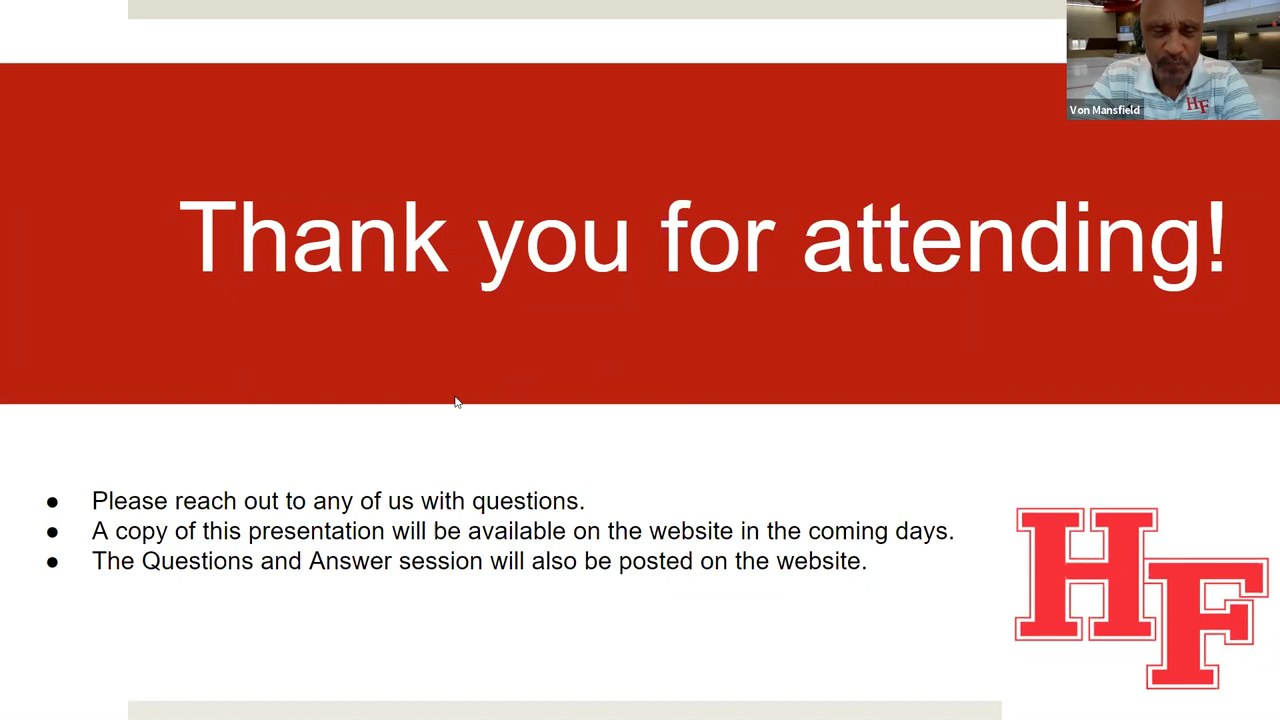 HF
Von Mansfield
Thank you for attending!
● Please reach out to any of us with questions.
● A copy of this presentation will be available on the website in the coming days.
● The Questions and Answer session will also be posted on the website.
HF